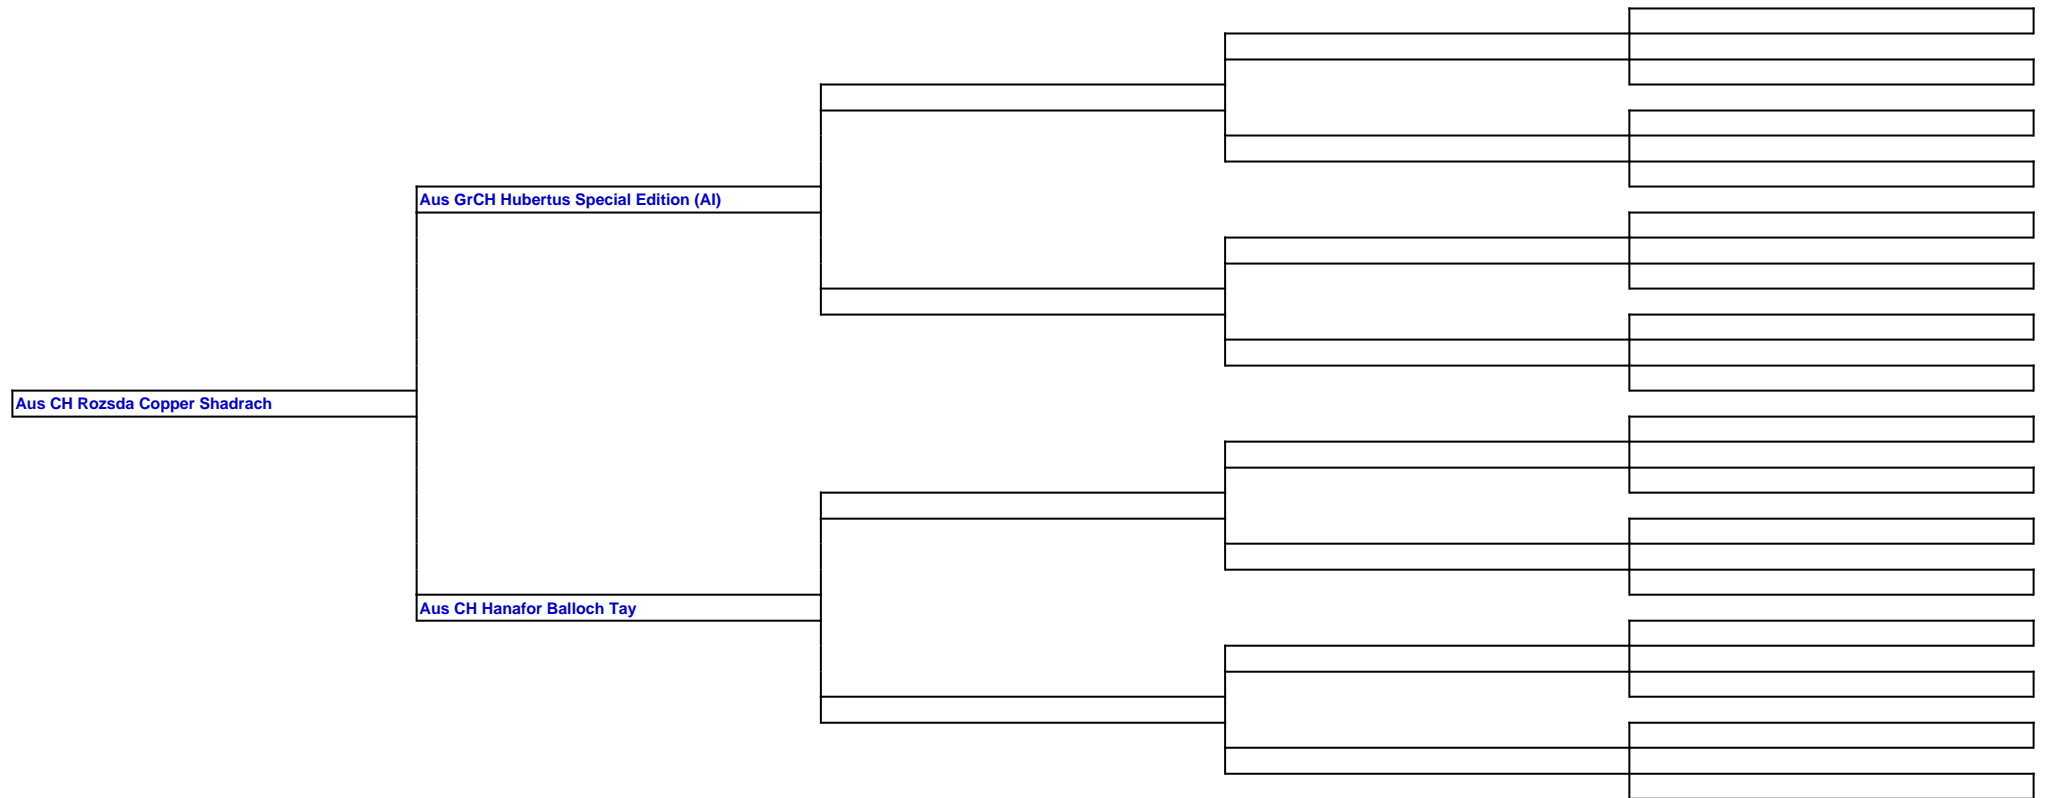 Aus GrCH Hubertus Special Edition (AI)
Aus CH Rozsda Copper Shadrach
Aus CH Hanafor Balloch Tay